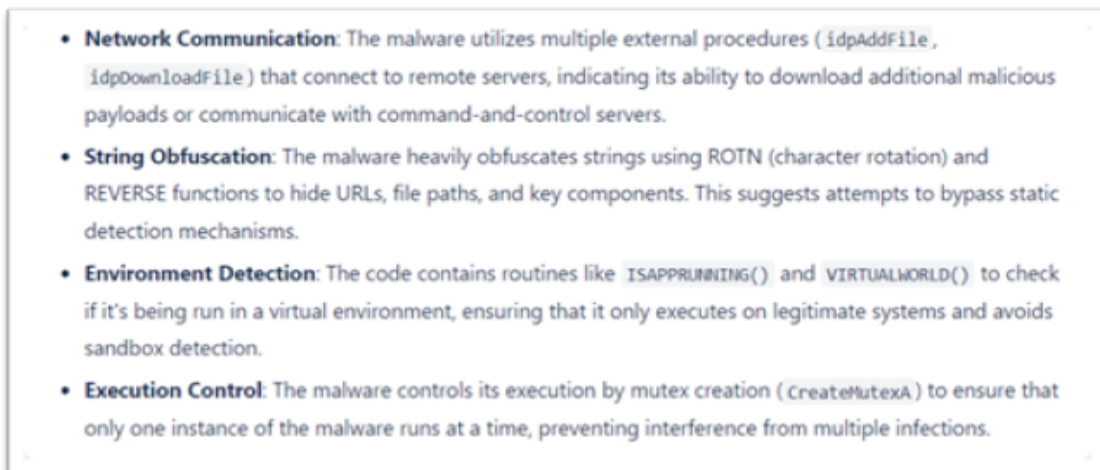 • Network Communication: The malware utilizes multiple external procedures ( idpAddFile ,
idpDownloadFile ) that connect to remote servers, indicating its ability to download additional malicious
payloads or communicate with command-and-control servers.
• String Obfuscation: The malware heavily obfuscates strings using ROTN (character rotation) and
REVERSE functions to hide URLs, file paths, and key components. This suggests attempts to bypass static
detection mechanisms.
• Environment Detection: The code contains routines like ISAPPRUNNING() and VIRTUALWORLD() to check
if it's being run in a virtual environment, ensuring that it only executes on legitimate systems and avoids
sandbox detection.
• Execution Control: The malware controls its execution by mutex creation ( CreateMutexA ) to ensure that
only one instance of the malware runs at a time, preventing interference from multiple infections.